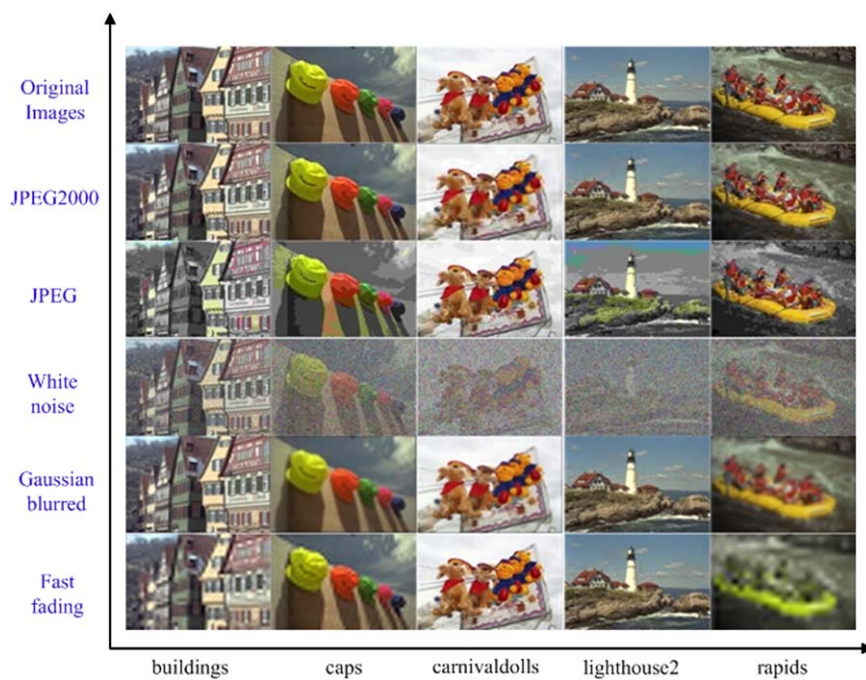 Original
Images
JPEG2000
JPEG
White
noise
Gaussian
blurred
Fast
fading
buildings
caps
carnivaldolls
lighthouse2
rapids